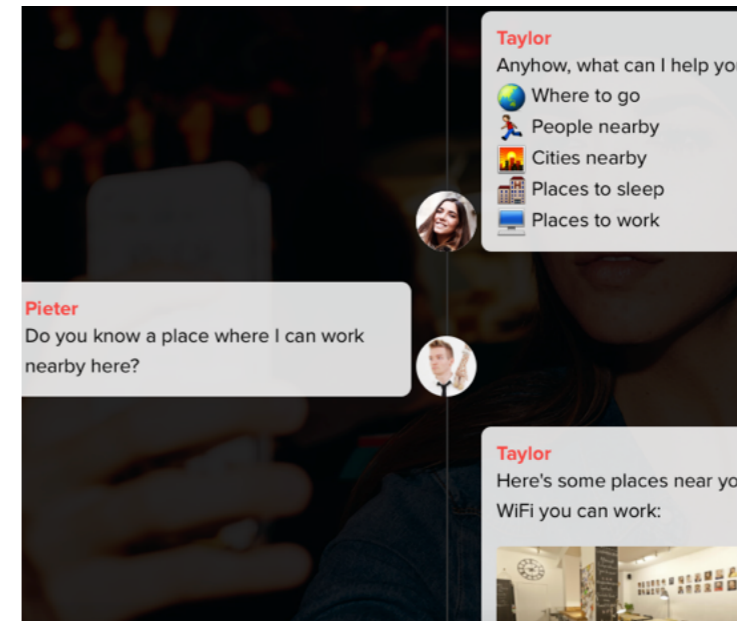 Taylor
Anyhow, what can I help
Where to go
People nearby
Cities nearby
Places to sleep
Places to work
Pieter
Do you know a place where I can work
nearby here?
Taylor
Here's some places near
WiFi you can work: